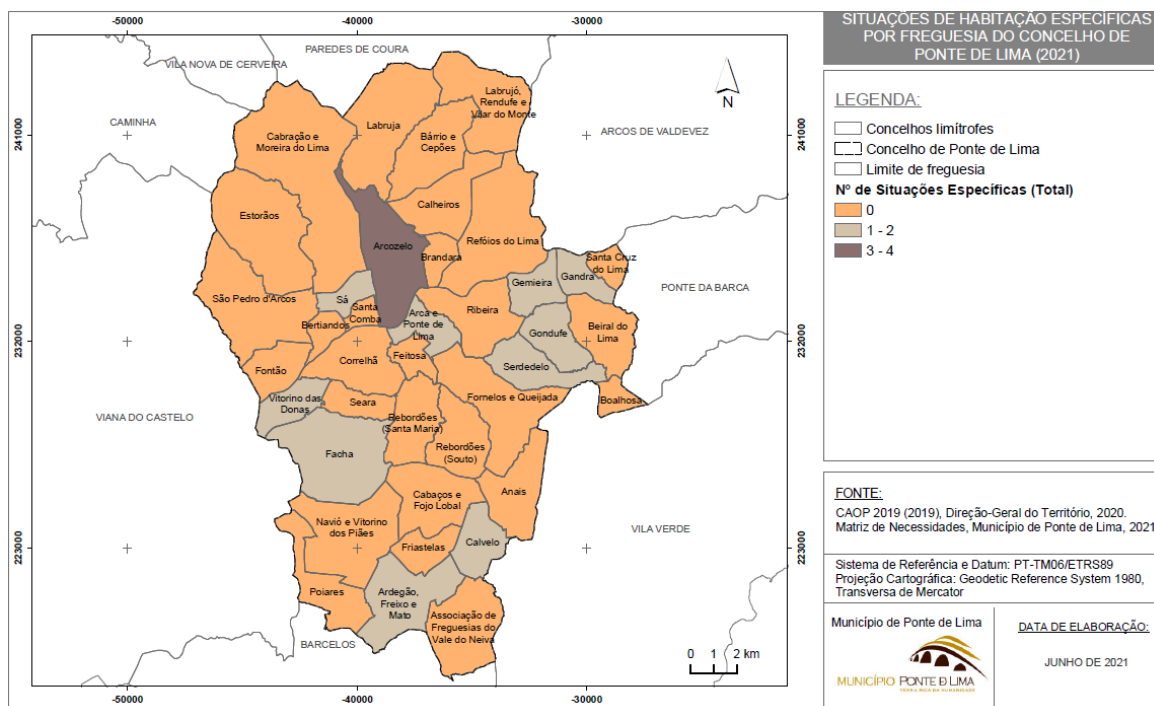 -50000
-40000
-30000
241000
232000
223000
241000
232000
223000
-50000
-40000
-30000
PAREDES DE COURA
VILA NOVA DE CERVEIRA
CAMINHA
ARCOS DE VALDEVEZ
PONTE DA BARCA
VIANA DO CASTELO
VILA VERDE
BARCELOS
N
Labrujó,
Rendufe e
Vilar do Monte
Labruja
Cabração e
Moreira do Lima
Bárrio e
Cepões
Calheiros
Estorãos
Arcozelo
Refóios do Lima
Brandara
Santa Cruz
do Lima
Gandra
Gemieira
São Pedro d'Arcos
Sá
Santa
Comba
Arca e
Ponte de
Lima
Ribeira
Bertiandos
Gondufe
Beiral do
Lima
Correlhã
Feitosa
Serdedelo
Fontão
Vitorino das
Donas
Seara
Fornelos e Queijada
Boalhosa
Rebordões
(Santa Maria)
Rebordões
(Souto)
Facha
Anais
Cabaços e
Fojo Lobal
Navió e Vitorino
dos Piães
Friastelas
Calvelo
Poiares
Ardegão,
Freixo e
Mato
Associação de
Freguesias do
Vale do Neiva
0 1 2 km
SITUAÇÕES DE HABITAÇÃO ESPECÍFICAS
POR FREGUESIA DO CONCELHO DE
PONTE DE LIMA (2021)
LEGENDA:
Concelhos limítrofes
Concelho de Ponte de Lima
Limite de freguesia
Nº de Situações Específicas (Total)
0
1 - 2
3 - 4
FONTE:
CAOP 2019 (2019), Direção-Geral do Território, 2020.
Matriz de Necessidades, Município de Ponte de Lima, 2021
Sistema de Referência e Datum: PT-TM06/ETRS89
Projeção Cartográfica: Geodetic Reference System 1980,
Transversa de Mercator
Município de Ponte de Lima
MUNICÍPIO PONTE D LIMA
TERRA RICA DA HUMANIDADE
DATA DE ELABORAÇÃO:
JUNHO DE 2021